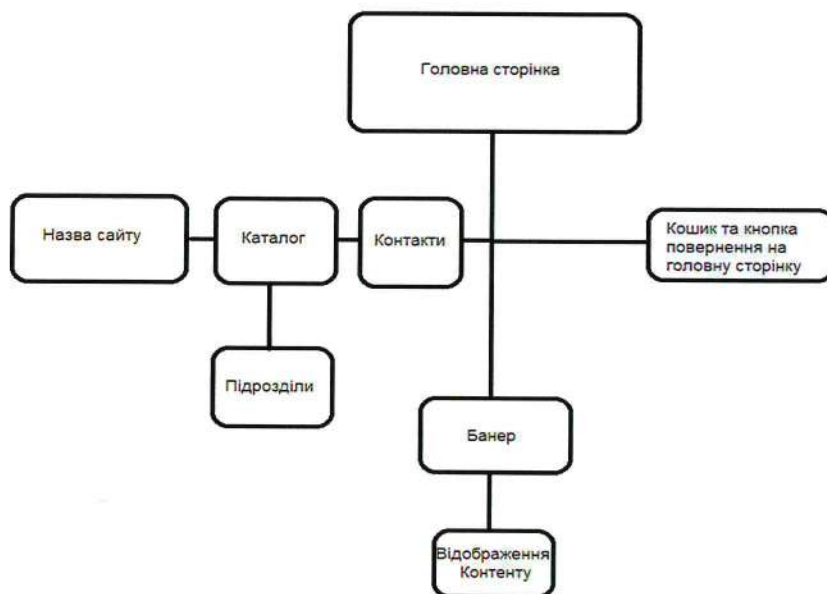 Головна сторінка
Назва сайту
Каталог
Контакти
Кошик та кнопка
повернення на
головну сторінку
Підрозділи
Банер
Відображення
Контенту